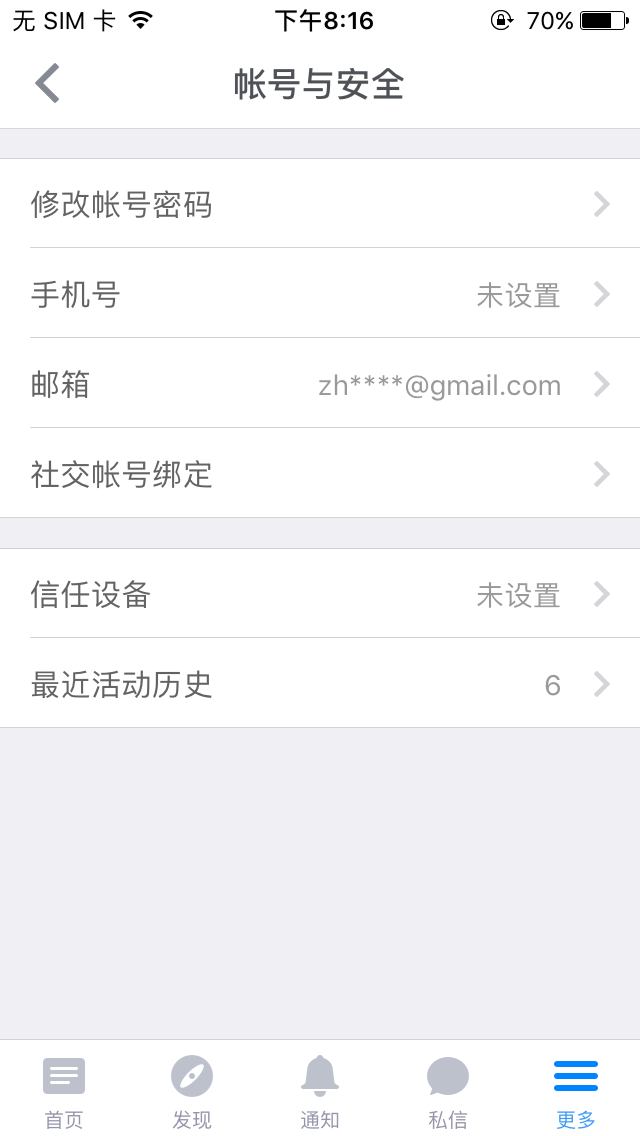 无 SIM 卡 下午8:16 70%
帐号与安全
修改帐号密码
手机号 未设置
邮箱 zh****@gmail.com
社交帐号绑定
信任设备 未设置
最近活动历史 6
首页 发现 通知 私信 更多